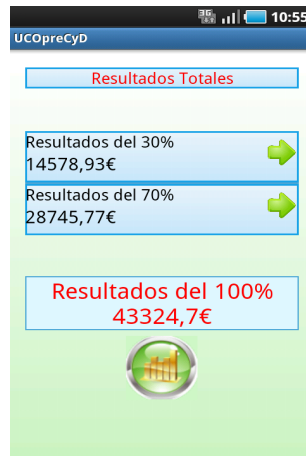 3G
10:55
UCOpreCyD
Resultados Totales
Resultados del 30%
14578,93€
Resultados del 70%
28745,77€
Resultados del 100%
43324,7€